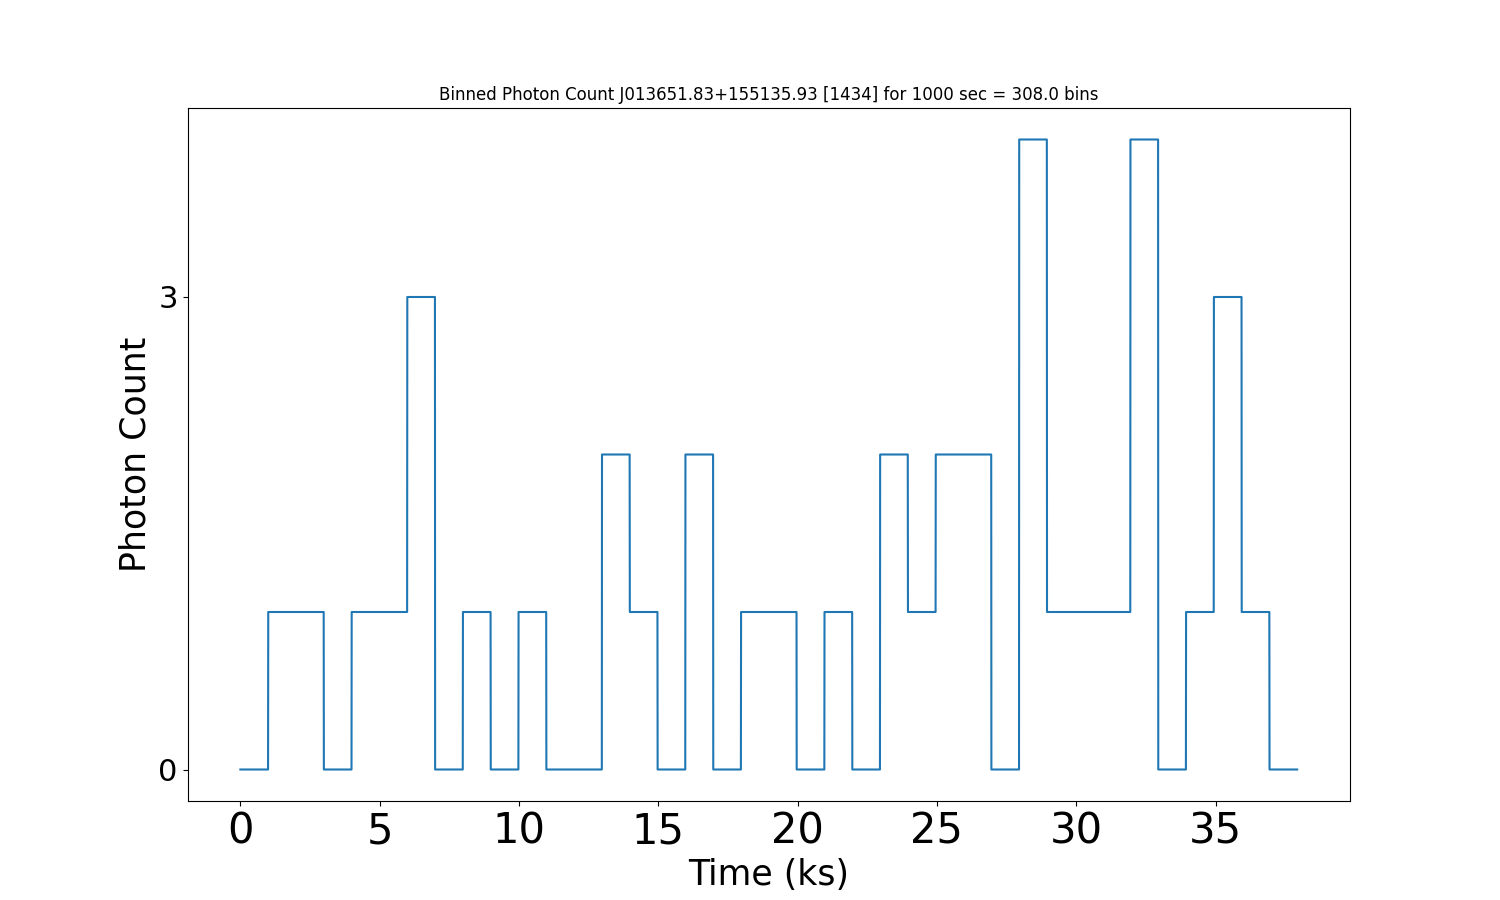 Binned Photon Count J013651.83+155135.93 [1434] for 1000 sec = 308.0 bins
3
Photon Count
0
0 5 10 15 20 25 30 35
Time (ks)